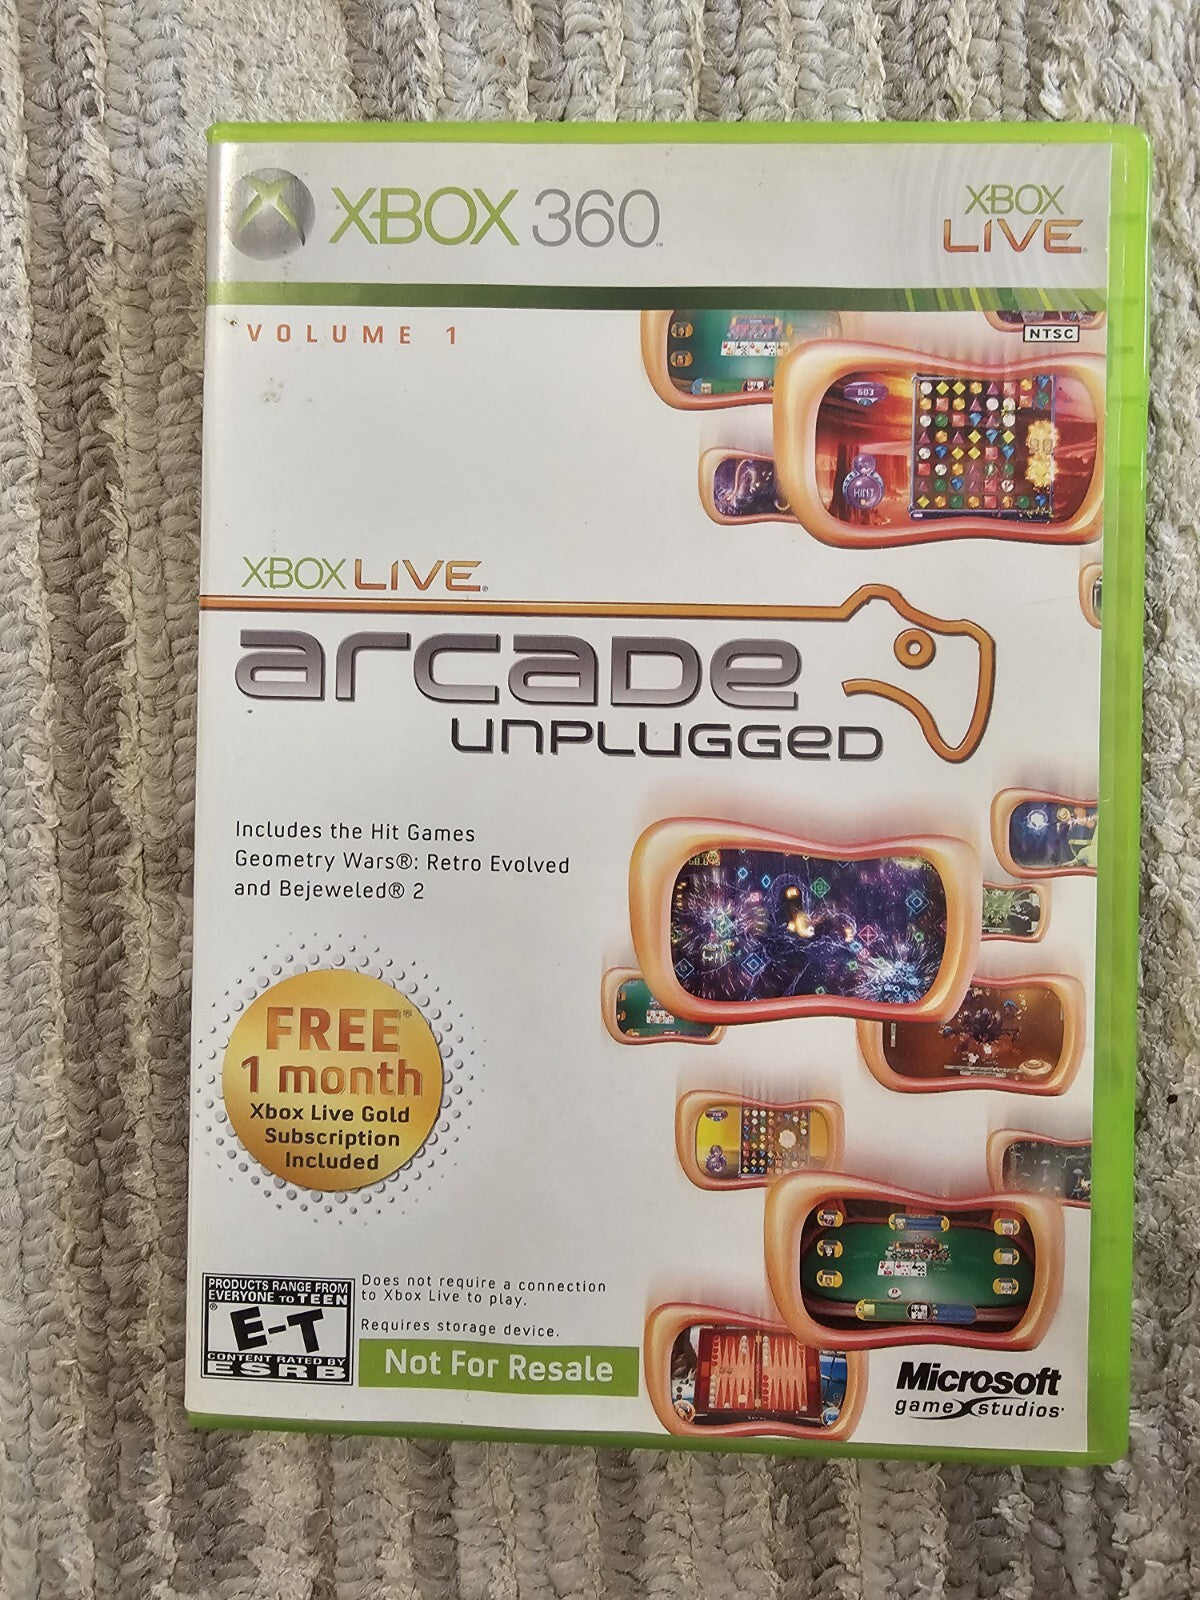 XBOX 360
XBOX
LIVE
VOLUME 1
NTSC
HINT
XBOX LIVE
arcade
unplugged
Includes the Hit Games
Geometry Wars®: Retro Evolved
and Bejeweled® 2
FREE*
1 month
Xbox Live Gold
Subscription
Included
PRODUCTS RANGE FROM
EVERYONE TO TEEN
E-T
®
CONTENT RATED BY
ESRB
Does not require a connection
to Xbox Live to play.
Requires storage device.
Not For Resale
Microsoft
game studios